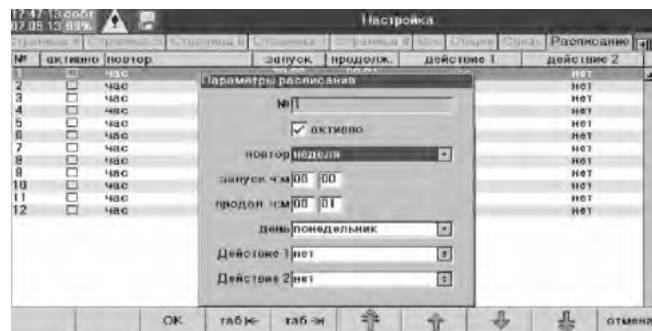 Настройка
Расписание
№ активно повтор запуск продолж. действие 1 действие 2
1 час нет
2 час нет
3 час нет
4 час нет
5 час нет
6 час нет
7 час нет
8 час нет
9 час нет
10 час нет
11 час нет
12 час нет
Параметры расписания
№ 1
активно
повтор недели
запуск ч:м 00 00
продол ч:м 00 01
день понедельник
Действие 1 нет
Действие 2 нет
ОК таб таб отмена